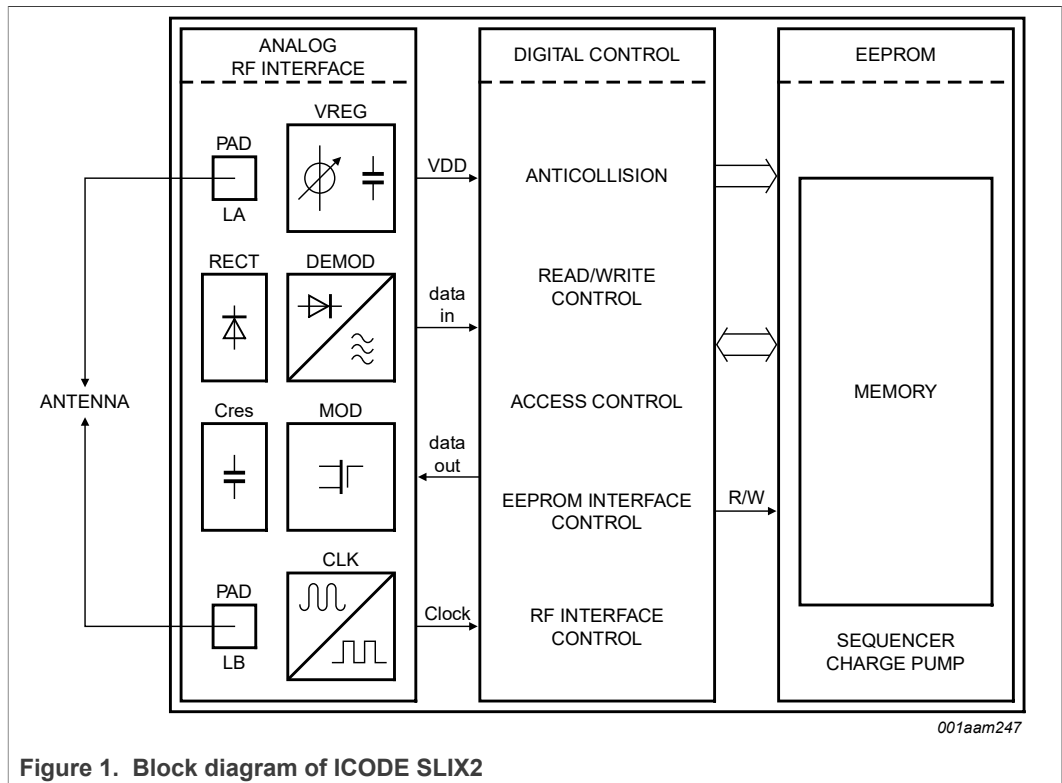 ANALOG
RF INTERFACE
VREG
PAD
LA
RECT
DEMOD
Cres
MOD
CLK
PAD
LB
ANTENNA
VDD
data
in
data
out
Clock
DIGITAL CONTROL
ANTICOLLISION
READ/WRITE
CONTROL
ACCESS CONTROL
EEPROM INTERFACE
CONTROL
RF INTERFACE
CONTROL
R/W
EEPROM
MEMORY
SEQUENCER
CHARGE PUMP
001aam247
Figure 1. Block diagram of ICODE SLIX2